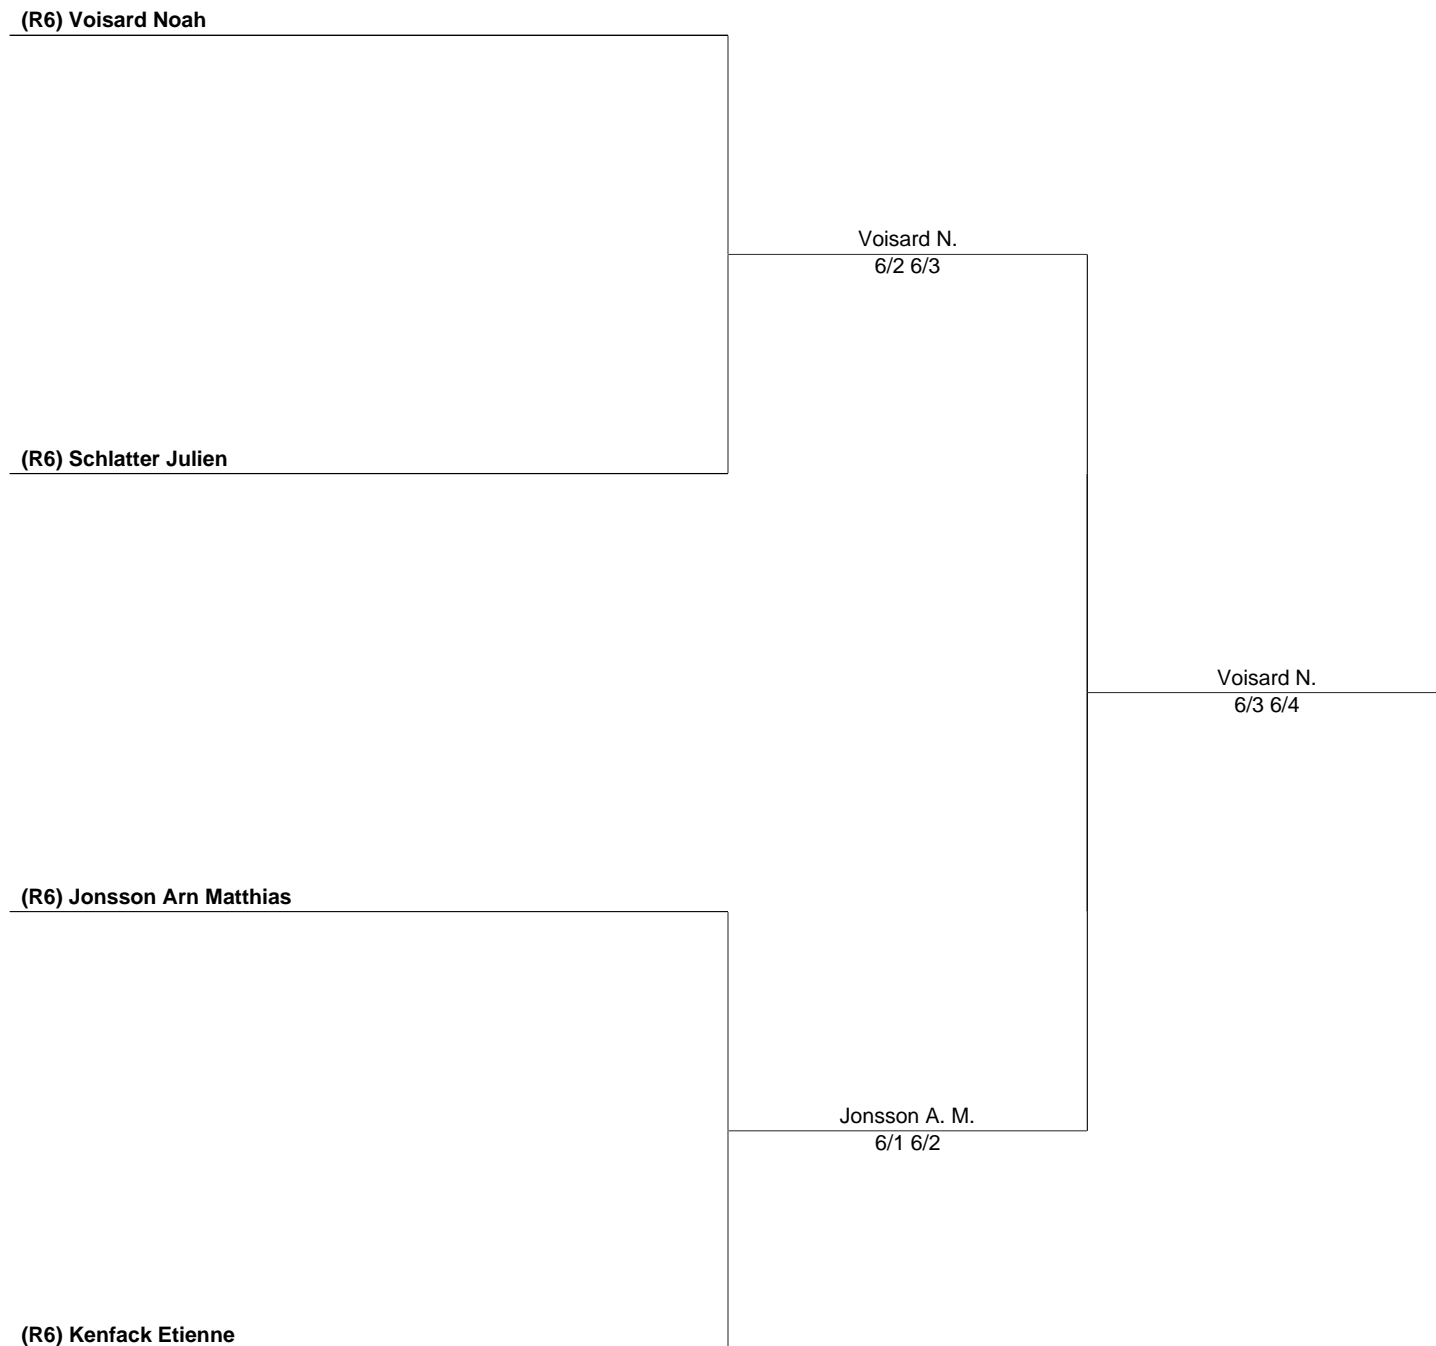 (R6) Voisard Noah
Voisard N.
6/2 6/3
(R6) Schlatter Julien
Voisard N.
6/3 6/4
(R6) Jonsson Arn Matthias
Jonsson A. M.
6/1 6/2
(R6) Kenfack Etienne